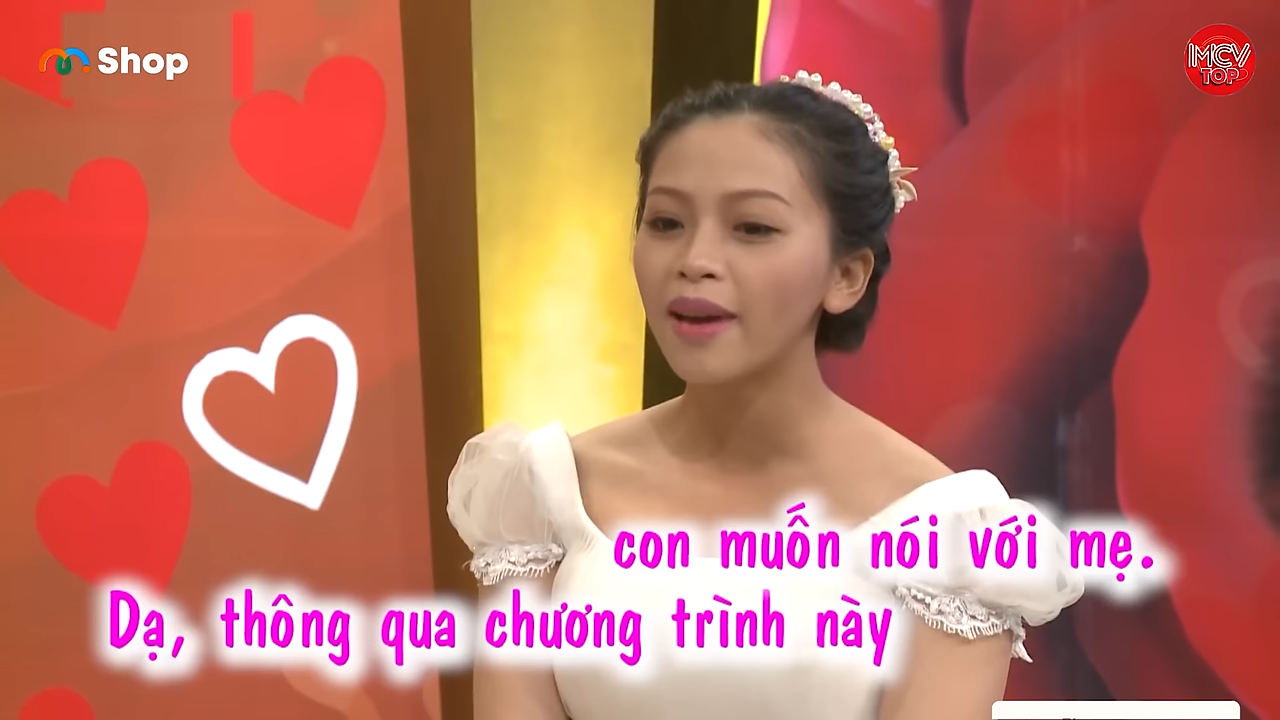 Shop
MCV
TOP
Dạ, thông qua chương trình này
con muốn nói với mẹ.